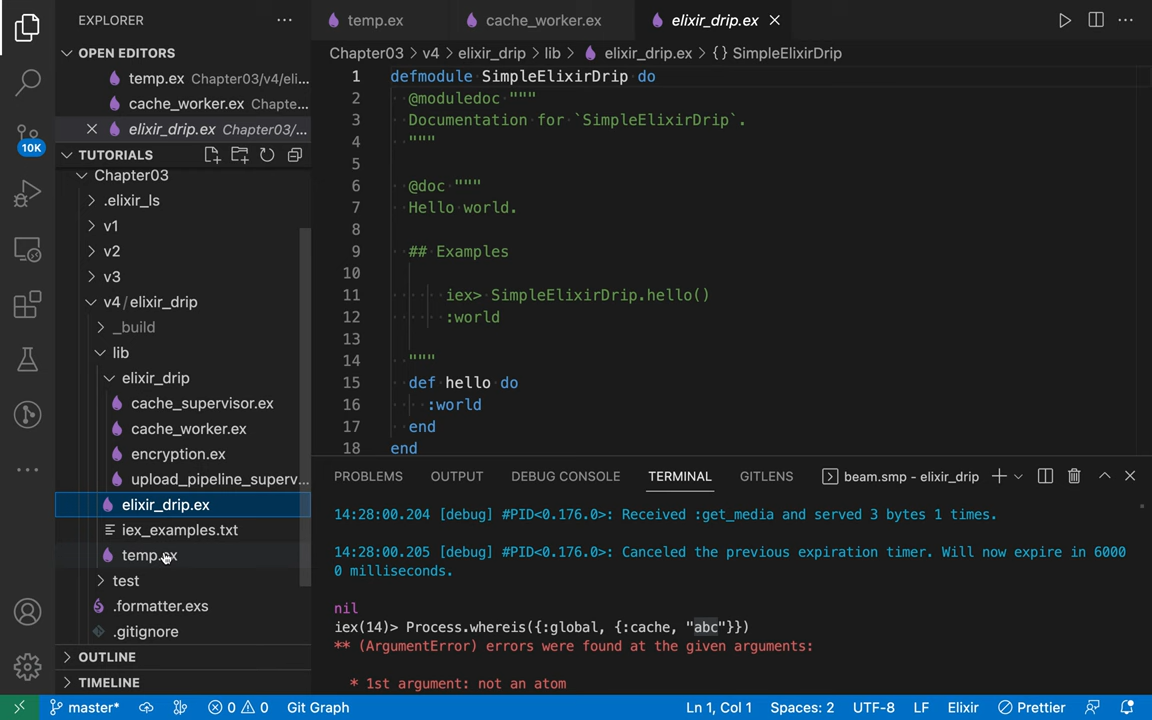 EXPLORER
OPEN EDITORS
temp.ex Chapter03/v4/eli...
cache_worker.ex Chapte...
elixir_drip.ex Chapter03/...
10K
TUTORIALS
Chapter03
.elixir_ls
v1
v2
v3
v4/elixir_drip
_build
lib
elixir_drip
cache_supervisor.ex
cache_worker.ex
encryption.ex
upload_pipeline_superv...
elixir_drip.ex
iex_examples.txt
temp.ex
test
.formatter.exs
.gitignore
OUTLINE
TIMELINE
temp.ex cache_worker.ex elixir_drip.ex
Chapter03 > v4 > elixir_drip > lib > elixir_drip.ex > {} SimpleElixirDrip
1 defmodule SimpleElixirDrip do
2 @moduledoc """
3 Documentation for `SimpleElixirDrip`.
4 """
5
6 @doc """
7 Hello world.
8
9 ## Examples
10
11 iex> SimpleElixirDrip.hello()
12 :world
13
14 """
15 def hello do
16 :world
17 end
18 end
PROBLEMS OUTPUT DEBUG CONSOLE TERMINAL GITLENS beam.smp - elixir_drip
14:28:00.204 [debug] #PID<0.176.0>: Received :get_media and served 3 bytes 1 times.
14:28:00.205 [debug] #PID<0.176.0>: Canceled the previous expiration timer. Will now expire in 6000
0 milliseconds.
nil
iex(14)> Process.whereis({:global, {:cache, "abc"}})
** (ArgumentError) errors were found at the given arguments:
* 1st argument: not an atom
master* 0 0 Git Graph Ln 1, Col 1 Spaces: 2 UTF-8 LF Elixir Prettier